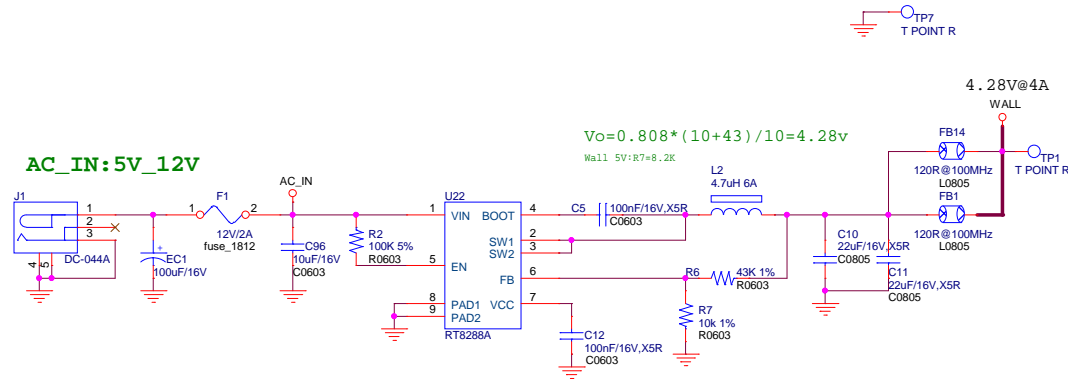 TP7
T POINT R
4.28V@4A
WALL
Vo=0.808*(10+43)/10=4.28v
Wall 5V:R7=8.2K
FB14
120R@100MHz
L0805
TP1
T POINT R
AC_IN:5V_12V
L2
4.7uH 6A
J1
1
2
3
4
5
DC-044A
EC1
100uF/16V
F1
1
2
12V/2A
fuse_1812
AC_IN
C96
10uF/16V
C0603
R2
100K 5%
R0603
U22
1
VIN
BOOT
4
SW1
2
SW2
3
5
EN
FB
6
8
PAD1
VCC
7
9
PAD2
RT8288A
C5
100nF/16V,X5R
C0603
R6
43K 1%
R0603
R7
10k 1%
R0603
C12
100nF/16V,X5R
C0603
C10
22uF/16V,X5R
C0805
C11
22uF/16V,X5R
C0805
FB1
120R@100MHz
L0805